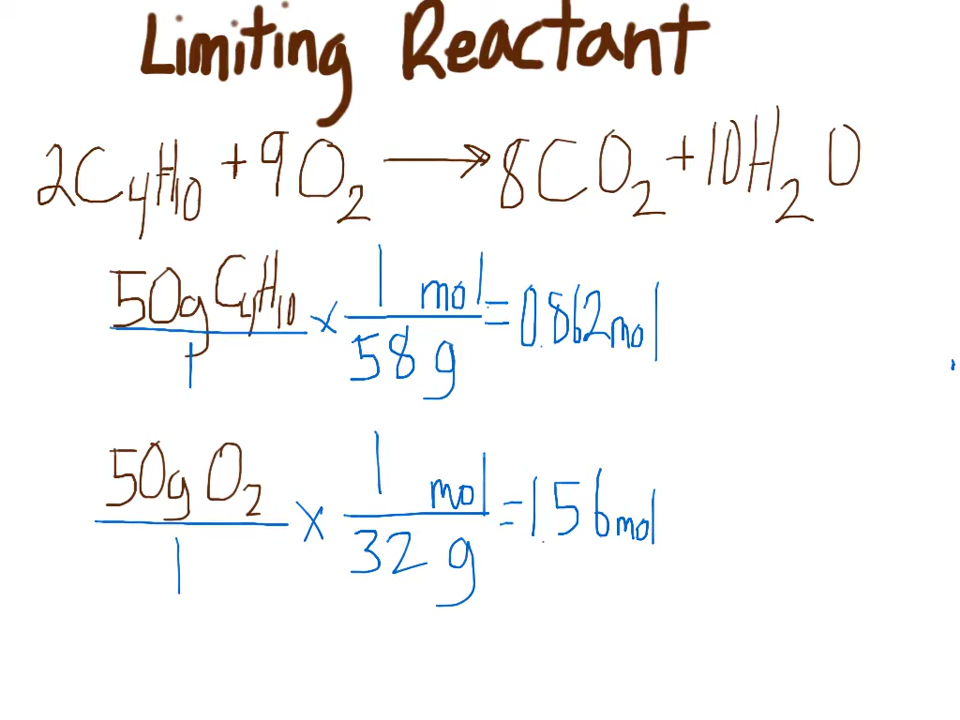 Limiting Reactant
2C₄H₁₀ + 9O₂ → 8CO₂ + 10H₂O
50g C₄H₁₀ / 1 × 1 mol / 58 g = 0.862 mol
50g O₂ / 1 × 1 mol / 32 g = 1.56 mol